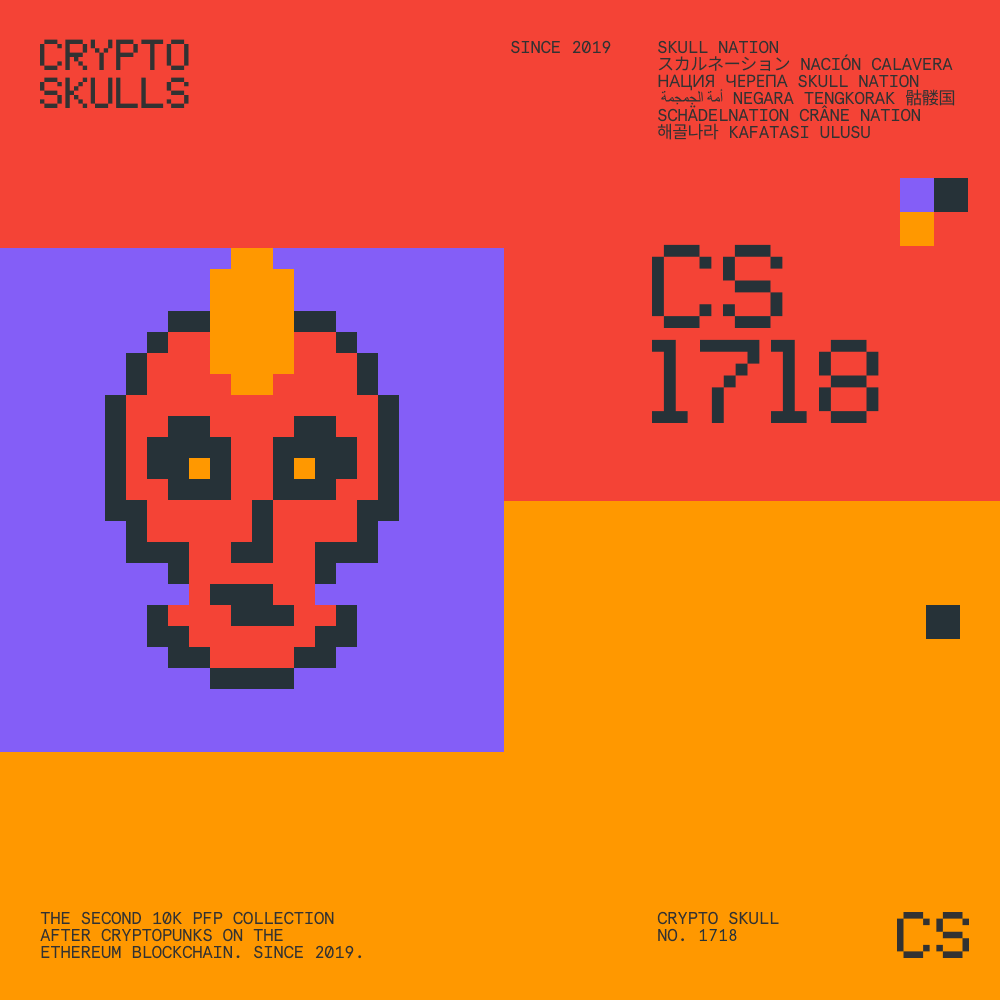 CRYPTO
SKULLS
SINCE 2019
SKULL NATION
スカルネーション NACIÓN CALAVERA
НАЦИЯ ЧЕРЕПА SKULL NATION
أمة الجمجمة NEGARA TENGKORAK 骷髅国
SCHÄDELNATION CRÂNE NATION
해골나라 KAFATASI ULUSU
CS
1718
THE SECOND 10K PFP COLLECTION
AFTER CRYPTOPUNKS ON THE
ETHEREUM BLOCKCHAIN. SINCE 2019.
CRYPTO SKULL
NO. 1718
CS